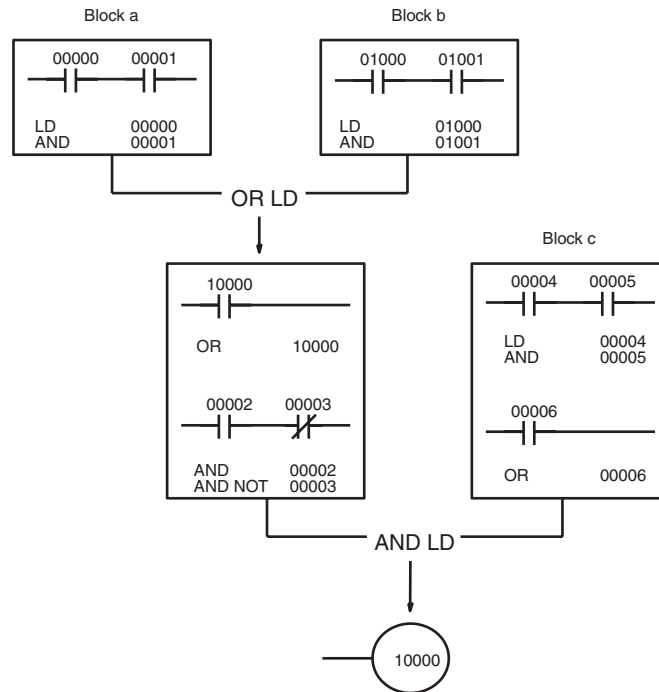 Block a
00000 00001
LD 00000
AND 00001
Block b
01000 01001
LD 01000
AND 01001
OR LD
10000
OR 10000
00002 00003
AND 00002
AND NOT 00003
Block c
00004 00005
LD 00004
AND 00005
00006
OR 00006
AND LD
10000